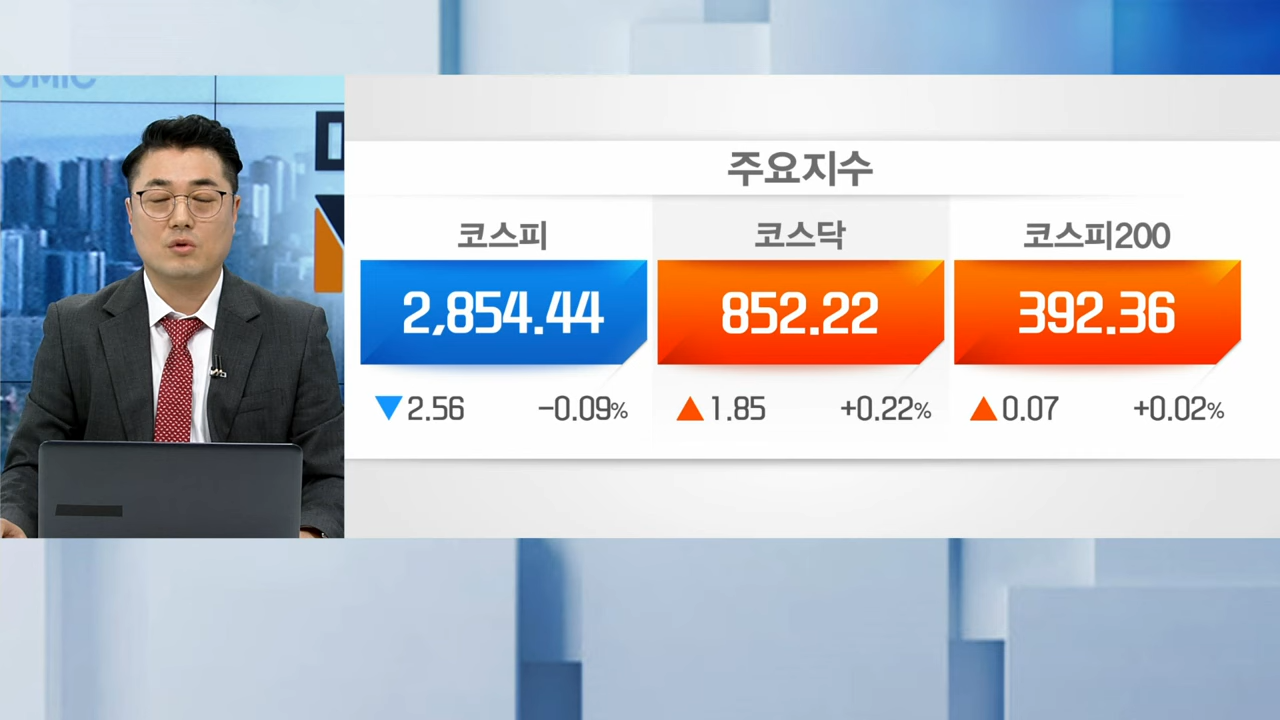 OMIC
주요지수
코스피
코스닥
코스피200
2,854.44
852.22
392.36
▼2.56
-0.09%
▲1.85
+0.22%
▲0.07
+0.02%